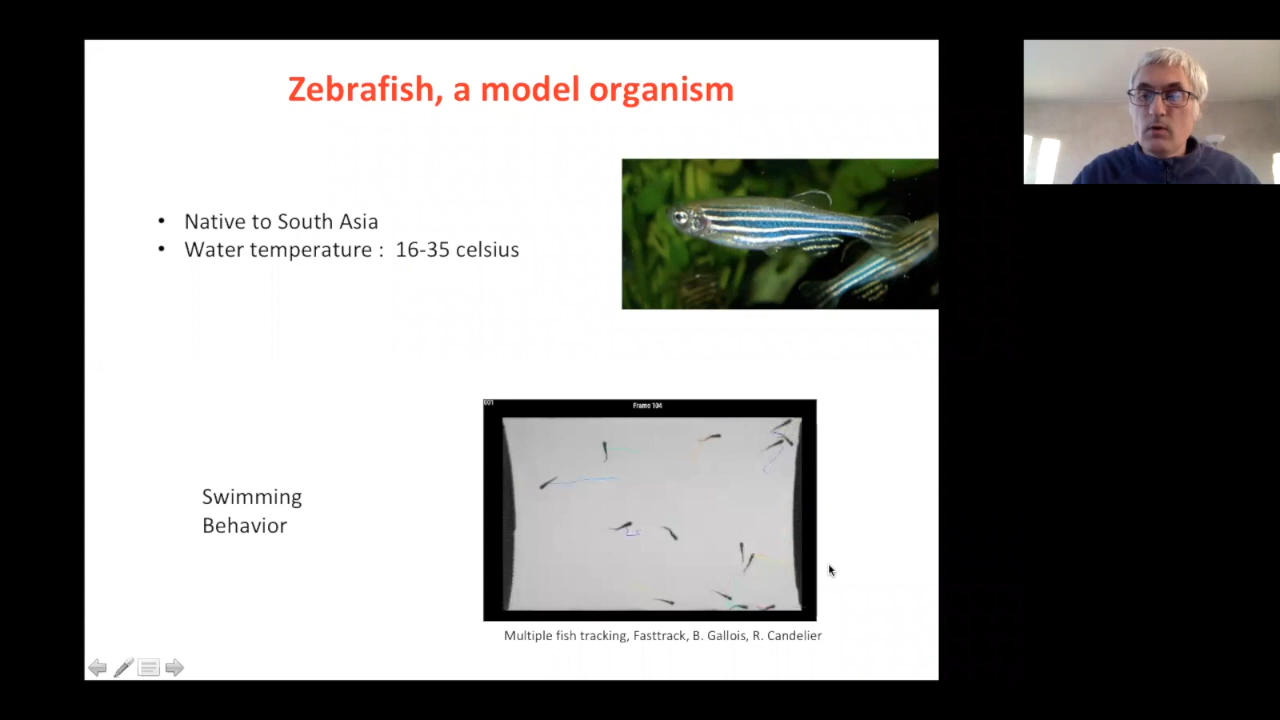 Zebrafish, a model organism
• Native to South Asia
• Water temperature : 16-35 celsius
001
Frame 104
Swimming
Behavior
Multiple fish tracking, Fasttrack, B. Gallois, R. Candelier